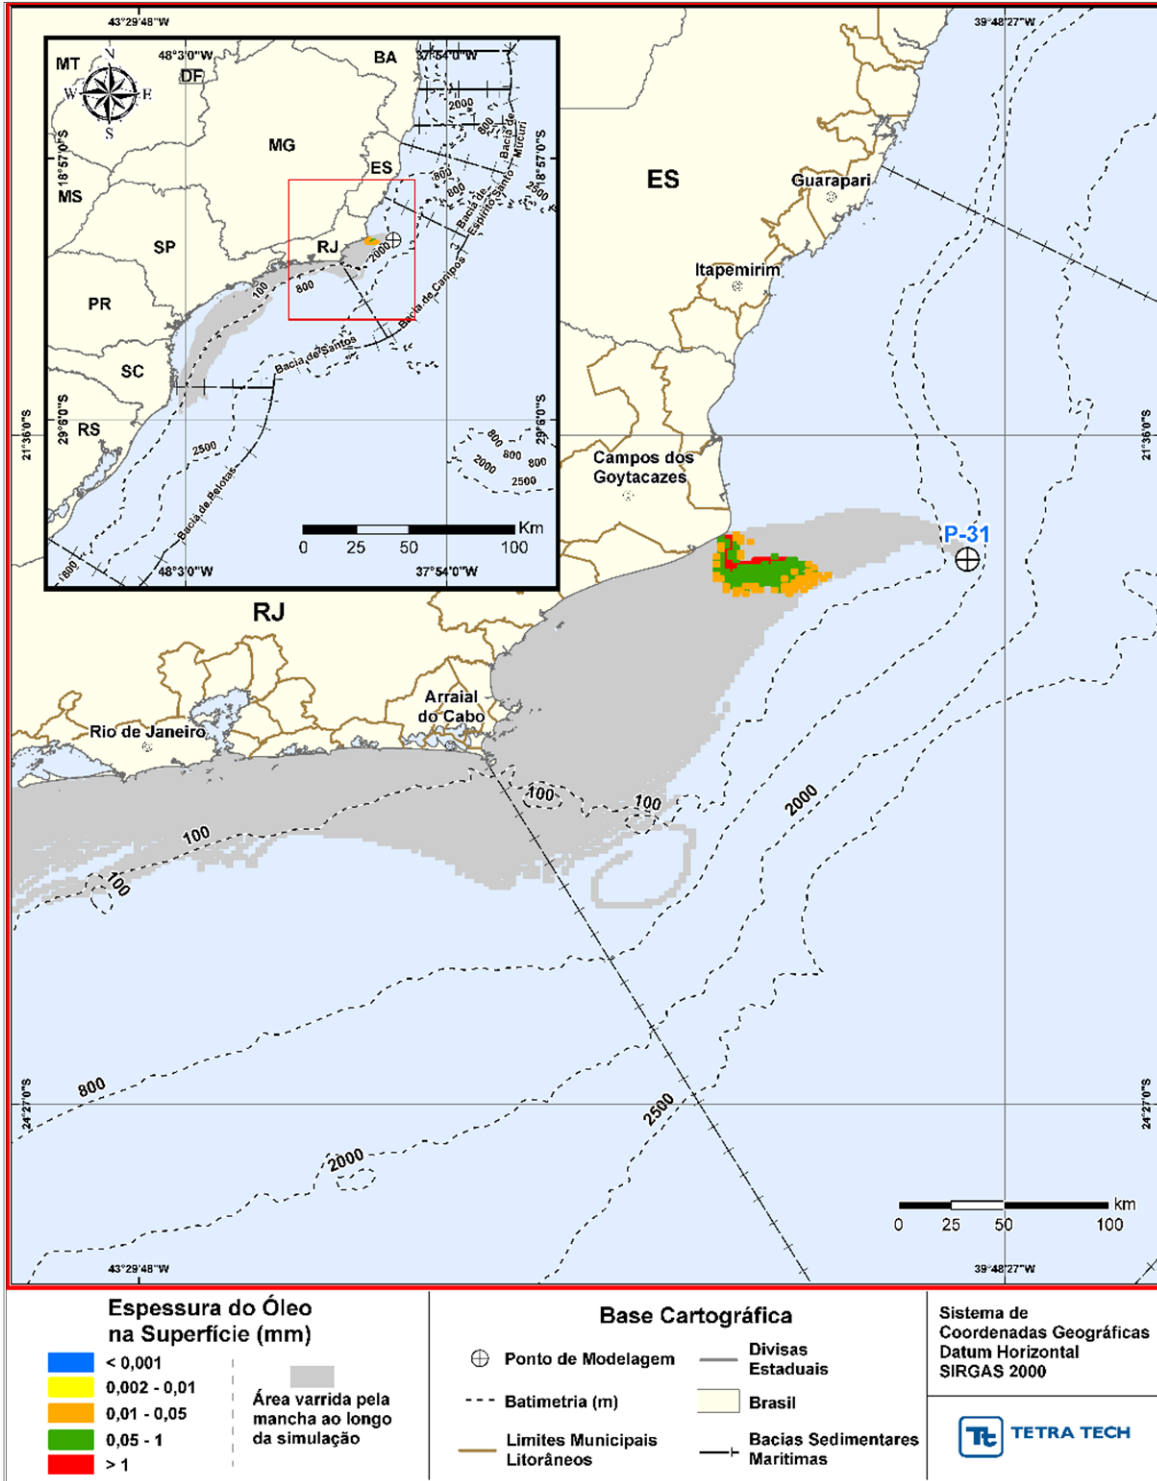 43°29'48"W
39°48'27"W
48°3'0"W
37°54'0"W
MT
N
W
E
S
DF
BA
MG
ES
MS
SP
RJ
PR
SC
RS
18°57'0"S
18°57'0"S
29°6'0"S
29°6'0"S
2000
800
Bacia de
Mucuri
800
800
2500
Bacia de
Espírito Santo
2000
100
800
Bacia de Campos
Bacia de Santos
2500
Bacia de Pelotas
800
800
800
800
2000
2500
1800
Km
0
25
50
100
48°3'0"W
37°54'0"W
ES
Guarapari
Itapemirim
21°36'0"S
21°36'0"S
Campos dos
Goytacazes
P-31
RJ
Arraial
do Cabo
Rio de Janeiro
100
100
100
100
2000
800
2500
2000
24°27'0"S
24°27'0"S
km
0
25
50
100
43°29'48"W
39°48'27"W
Espessura do Óleo
na Superfície (mm)
< 0,001
0,002 - 0,01
0,01 - 0,05
0,05 - 1
> 1
Área varrida pela
mancha ao longo
da simulação
Base Cartográfica
Ponto de Modelagem
Batimetria (m)
Limites Municipais
Litorâneos
Divisas
Estaduais
Brasil
Bacias Sedimentares
Maritimas
Sistema de
Coordenadas Geográficas
Datum Horizontal
SIRGAS 2000
Tt
TETRA TECH